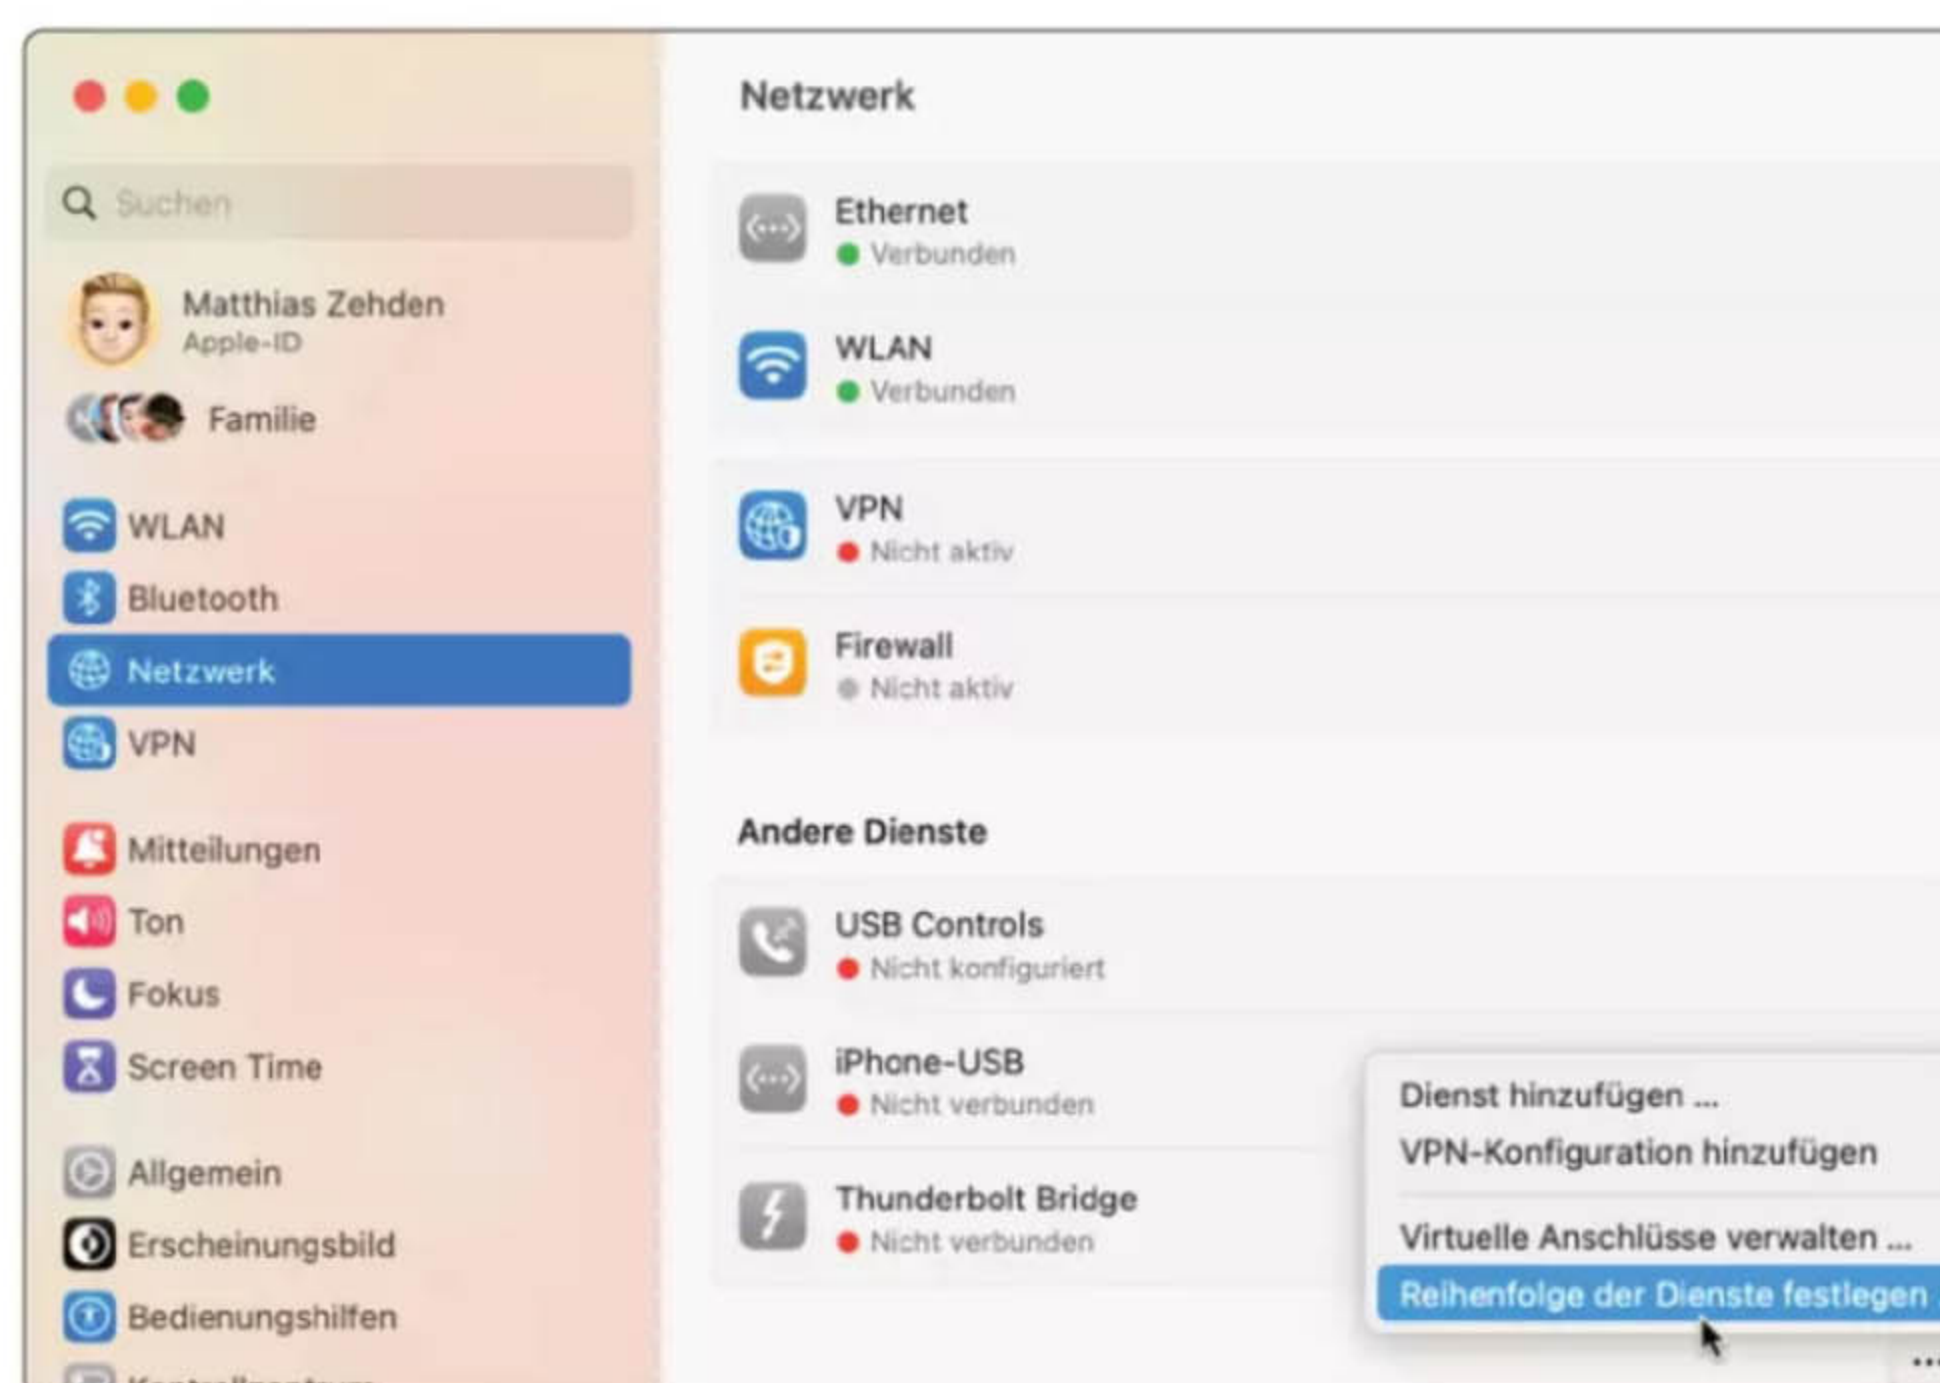 Netzwerk
Suchen
Matthias Zehden
Apple-ID
Familie
WLAN
Bluetooth
Netzwerk
VPN
Mitteilungen
Ton
Fokus
Screen Time
Allgemein
Erscheinungsbild
Bedienungshilfen
Ethernet
Verbunden
WLAN
Verbunden
VPN
Nicht aktiv
Firewall
Nicht aktiv
Andere Dienste
USB Controls
Nicht konfiguriert
iPhone-USB
Nicht verbunden
Thunderbolt Bridge
Nicht verbunden
Dienst hinzufügen ...
VPN-Konfiguration hinzufügen
Virtuelle Anschlüsse verwalten ...
Reihenfolge der Dienste festlegen
...